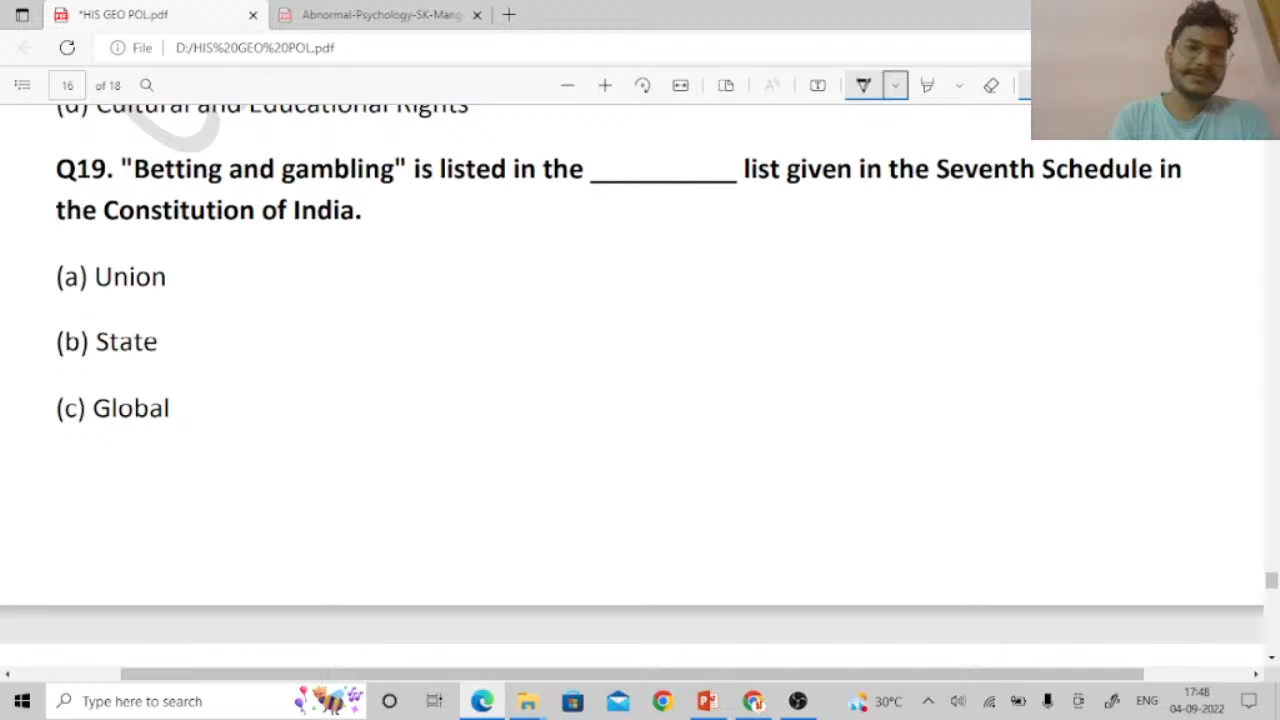 *HIS GEO POL.pdf
Abnormal-Psychology-SK-Mang
File
D:/HIS%20GEO%20POL.pdf
16
of 18
(d) Cultural and Educational Rights
Q19. "Betting and gambling" is listed in the __________ list given in the Seventh Schedule in
the Constitution of India.
(a) Union
(b) State
(c) Global
Type here to search
30°C
ENG
17:48
04-09-2022